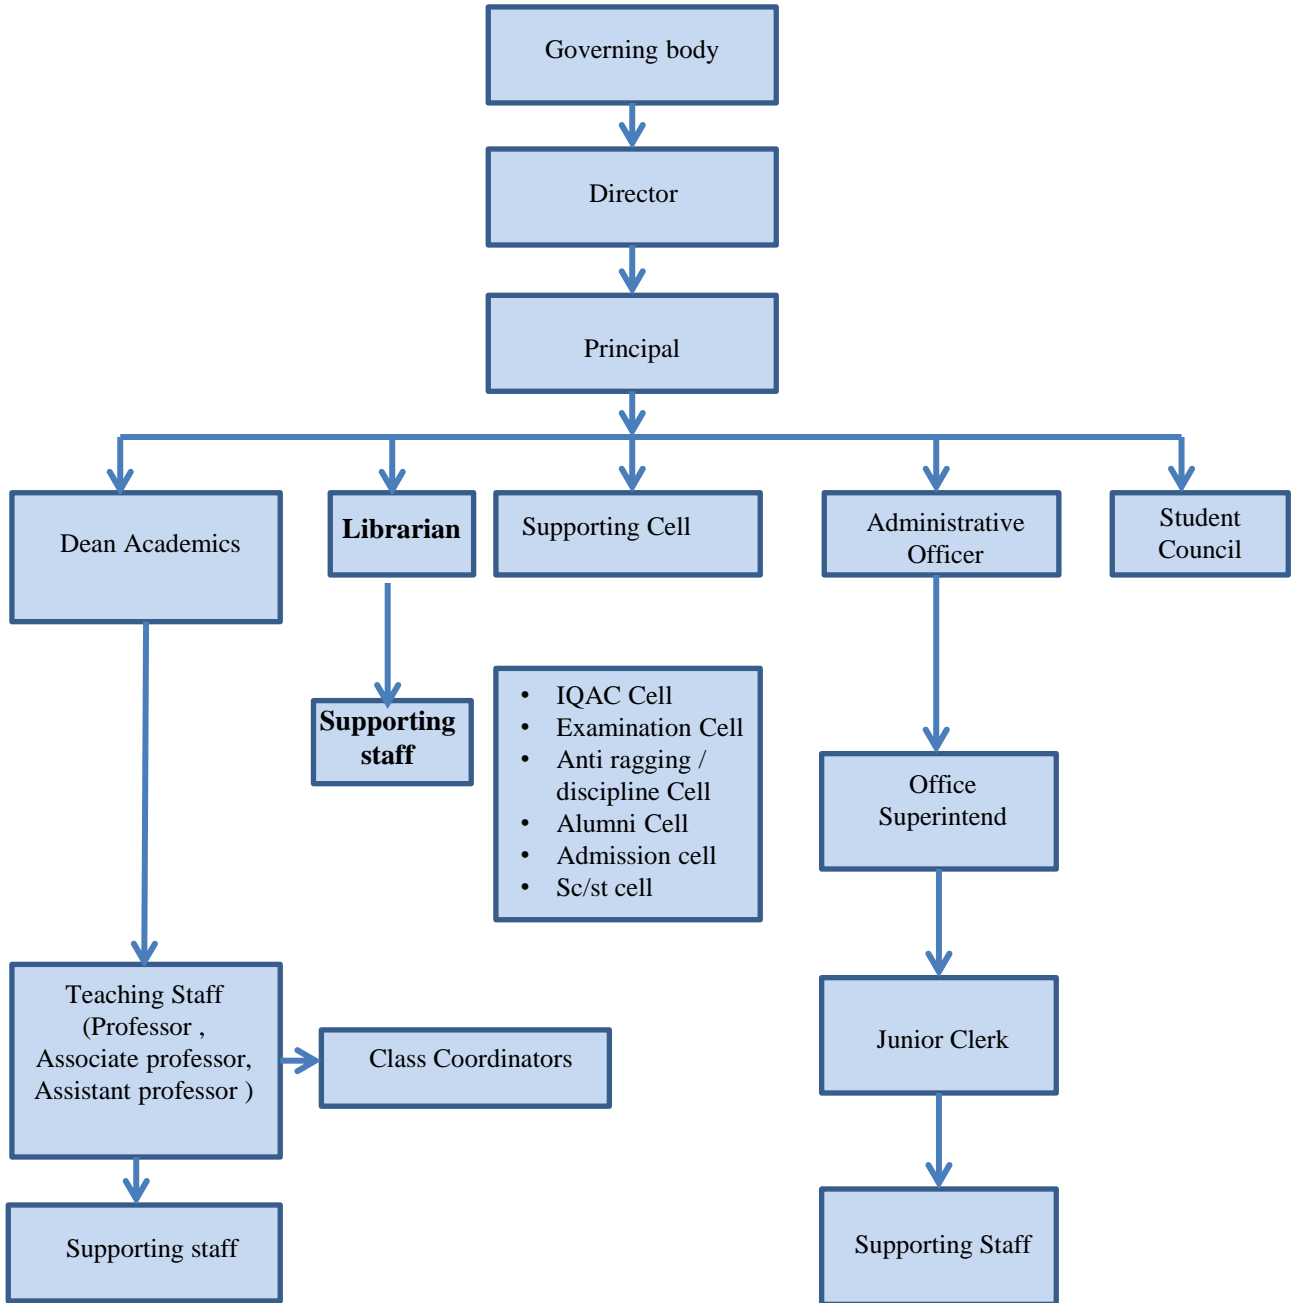 Governing body
Director
Principal
Dean Academics
Librarian
Supporting Cell
Administrative
Officer
Student
Council
Supporting
staff
• IQAC Cell
• Examination Cell
• Anti ragging /
discipline Cell
• Alumni Cell
• Admission cell
• Sc/st cell
Office
Superintend
Teaching Staff
(Professor ,
Associate professor,
Assistant professor )
Class Coordinators
Junior Clerk
Supporting staff
Supporting Staff